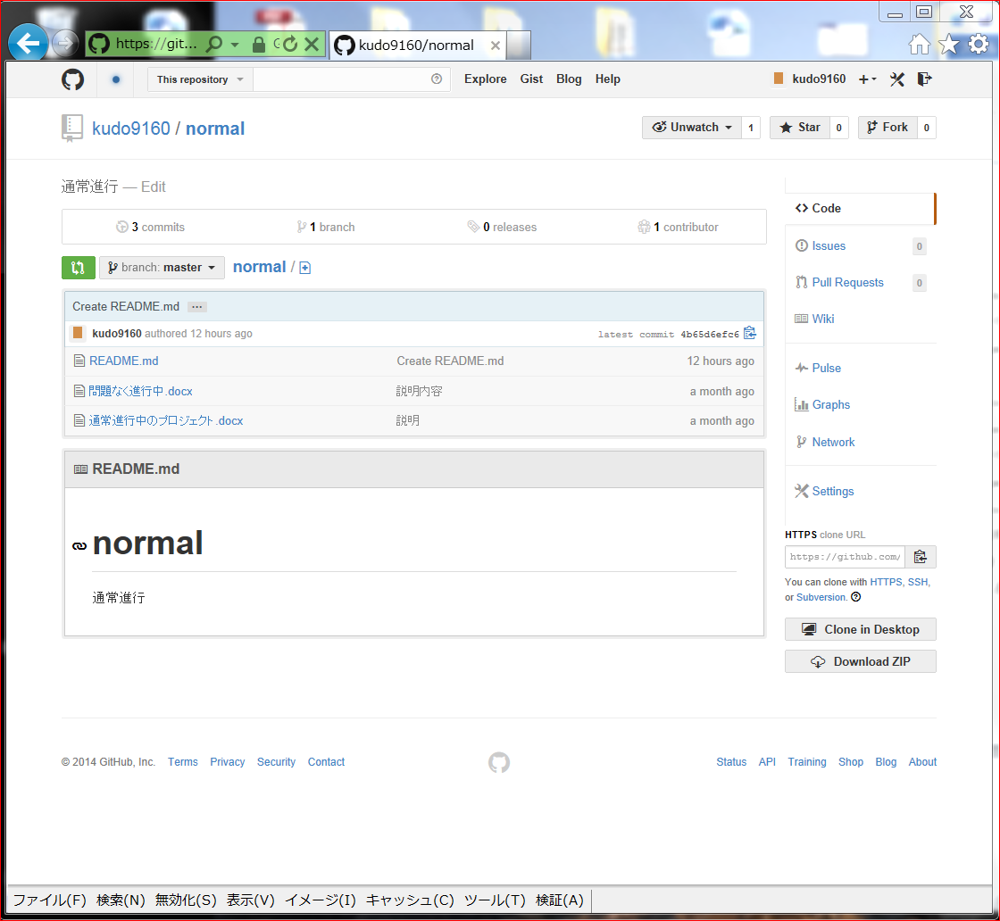 https://git...
kudo9160/normal
This repository
Explore Gist Blog Help
kudo9160
kudo9160 / normal
Unwatch 1 Star 0 Fork 0
通常進行 — Edit
3 commits 1 branch 0 releases 1 contributor
branch: master normal /
Create README.md ...
kudo9160 authored 12 hours ago latest commit 4b65d6efc6
README.md Create README.md 12 hours ago
問題なく進行中.docx 説明内容 a month ago
通常進行中のプロジェクト.docx 説明 a month ago
README.md
normal
通常進行
Code
Issues 0
Pull Requests 0
Wiki
Pulse
Graphs
Network
Settings
HTTPS clone URL
https://github.com/
You can clone with HTTPS, SSH,
or Subversion.
Clone in Desktop
Download ZIP
© 2014 GitHub, Inc. Terms Privacy Security Contact
Status API Training Shop Blog About
ファイル(F) 検索(N) 無効化(S) 表示(V) イメージ(I) キャッシュ(C) ツール(T) 検証(A)